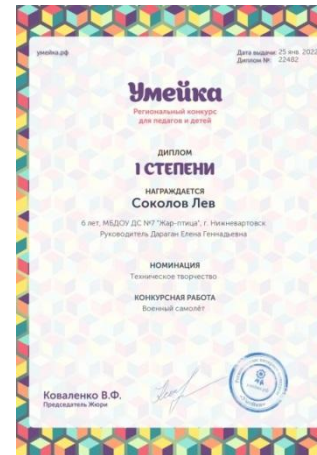 умейка.рф
Дата выдачи: 25 янв. 2022
Диплом №: 22482
Умейка
Региональный конкурс
для педагов и детей
ДИПЛОМ
I СТЕПЕНИ
НАГРАЖДАЕТСЯ
Соколов Лев
6 лет, МБДОУ ДС №7 "Жар-птица", г. Нижневартовск
Руководитель Дараган Елена Геннадьевна
НОМИНАЦИЯ
Техническое творчество
КОНКУРСНАЯ РАБОТА
Военный самолёт
Коваленко В.Ф.
Председатель Жюри